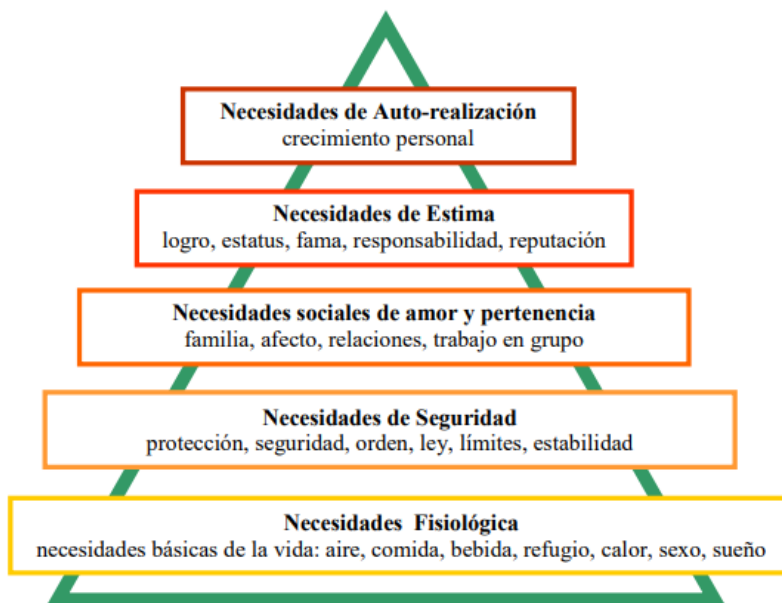 Necesidades de Auto-realización
crecimiento personal
Necesidades de Estima
logro, estatus, fama, responsabilidad, reputación
Necesidades sociales de amor y pertenencia
familia, afecto, relaciones, trabajo en grupo
Necesidades de Seguridad
protección, seguridad, orden, ley, límites, estabilidad
Necesidades Fisiológica
necesidades básicas de la vida: aire, comida, bebida, refugio, calor, sexo, sueño